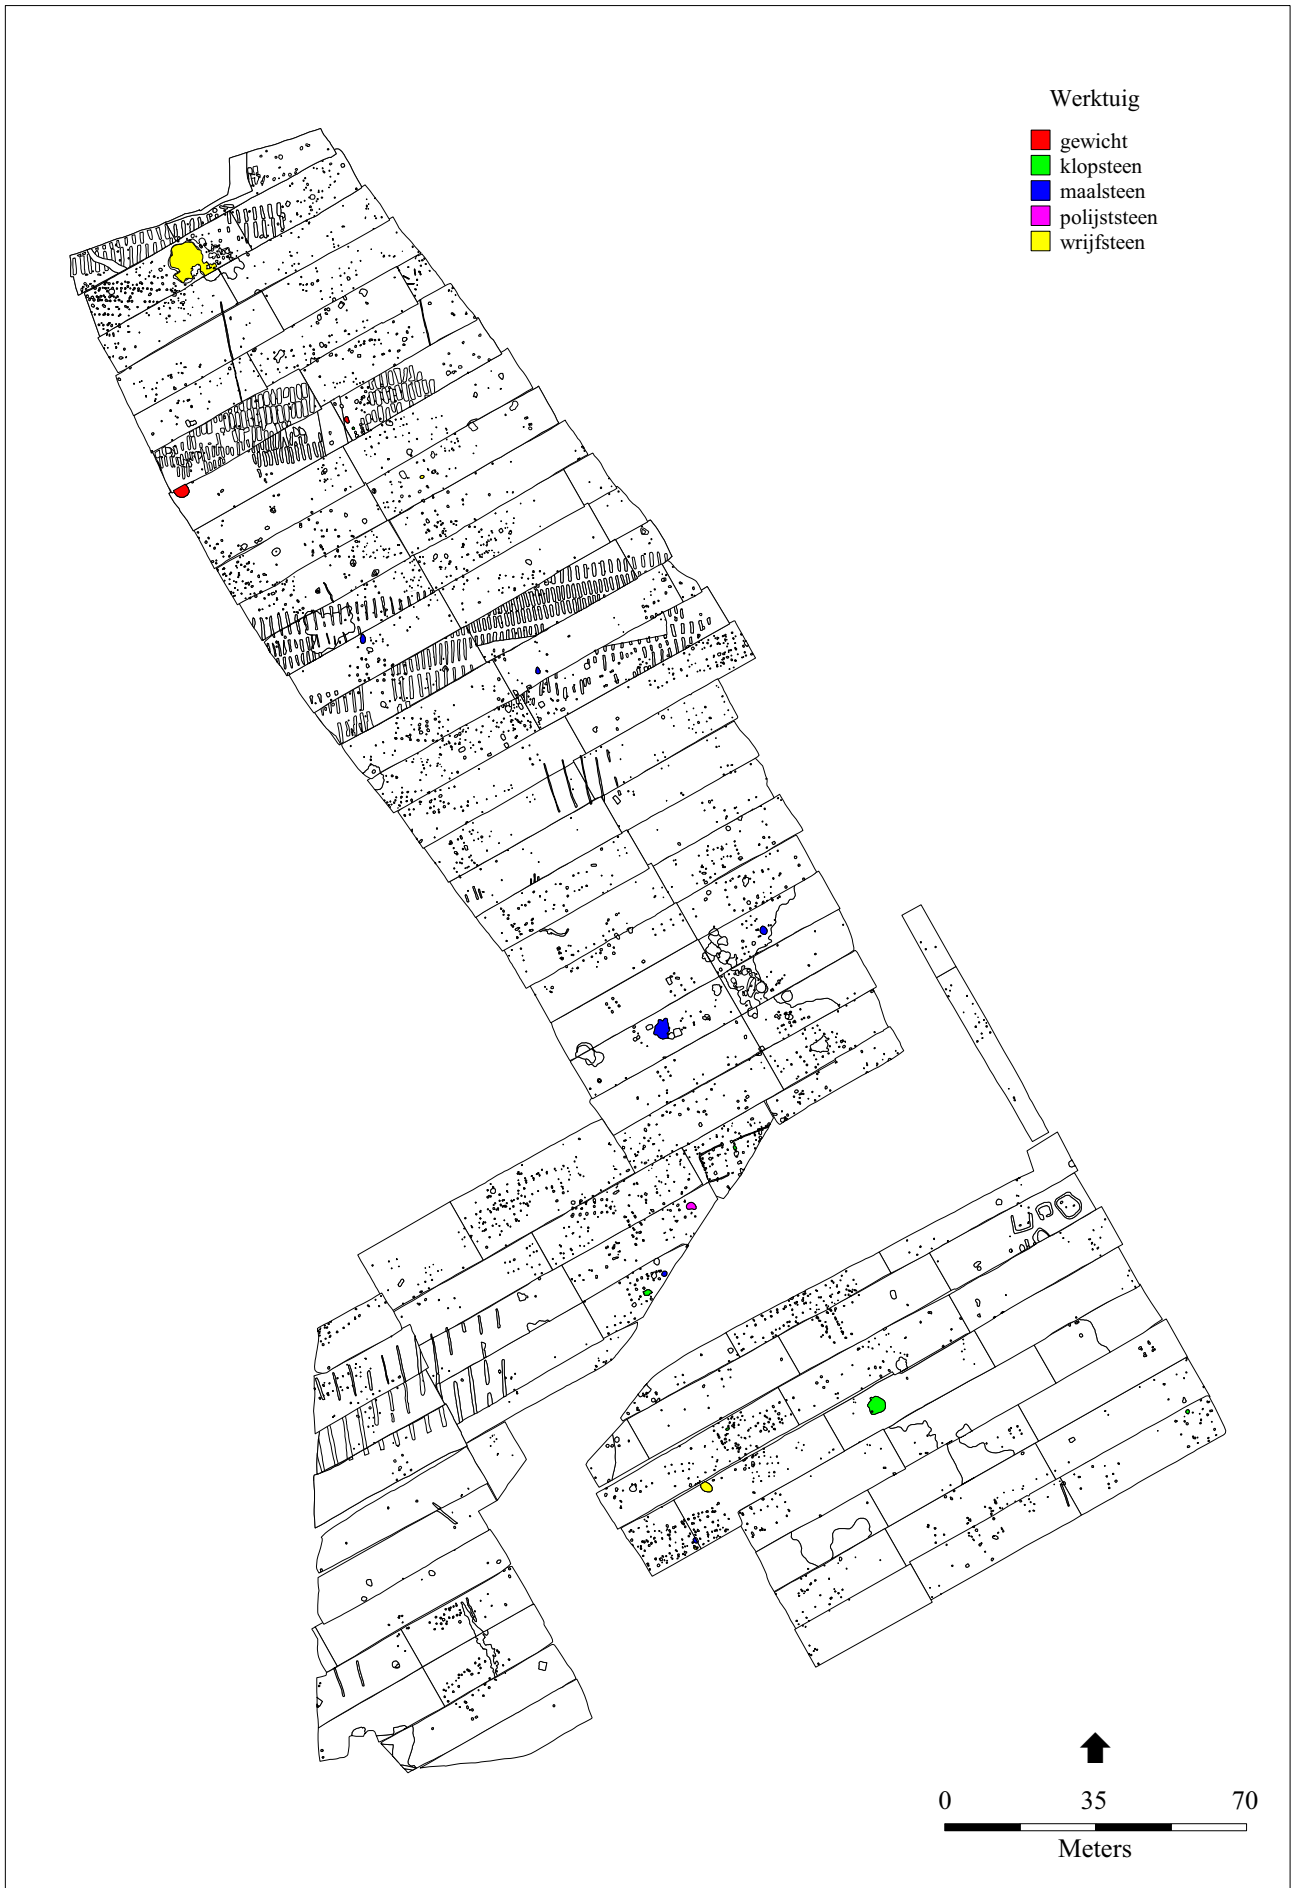 Werktuig
gewicht
klopsteen
maalsteen
polijststeen
wrijfsteen
0 35 70
Meters